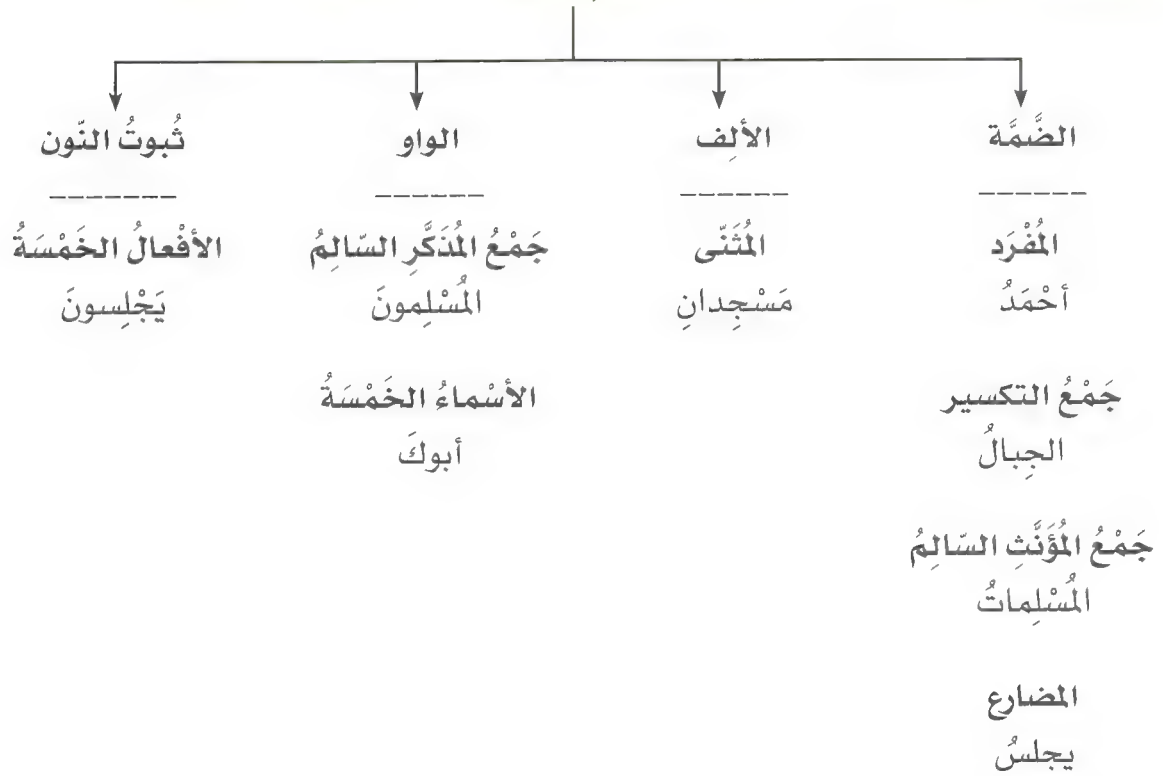 الضَّمَّة
------
المُفْرَد
أحْمَدُ
جَمْعُ التكسير
الجِبالُ
جَمْعُ المُؤَنَّثِ السّالِمُ
المُسْلِماتُ
المضارع
يجلسُ
الألِف
------
المُثَنّى
مَسْجِدانِ
الواو
------
جَمْعُ المُذَكَّرِ السّالِمُ
المُسْلِمونَ
الأسْماءُ الخَمْسَةُ
أبوكَ
ثُبوتُ النّون
-------
الأفْعالُ الخَمْسَةُ
يَجْلِسونَ